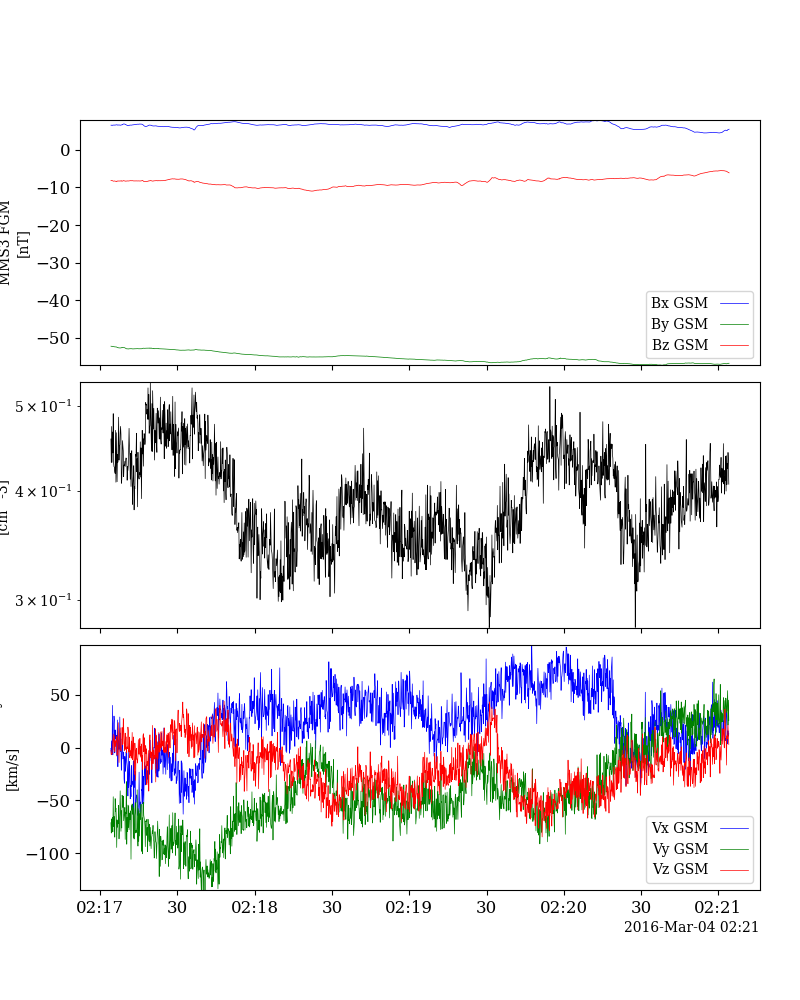 0
−10
−20
−30
−40
−50
MMS3 FGM
[nT]
Bx GSM
By GSM
Bz GSM
5 × 10⁻¹
4 × 10⁻¹
3 × 10⁻¹
50
0
−50
−100
[km/s]
Vx GSM
Vy GSM
Vz GSM
02:17 30 02:18 30 02:19 30 02:20 30 02:21
2016-Mar-04 02:21